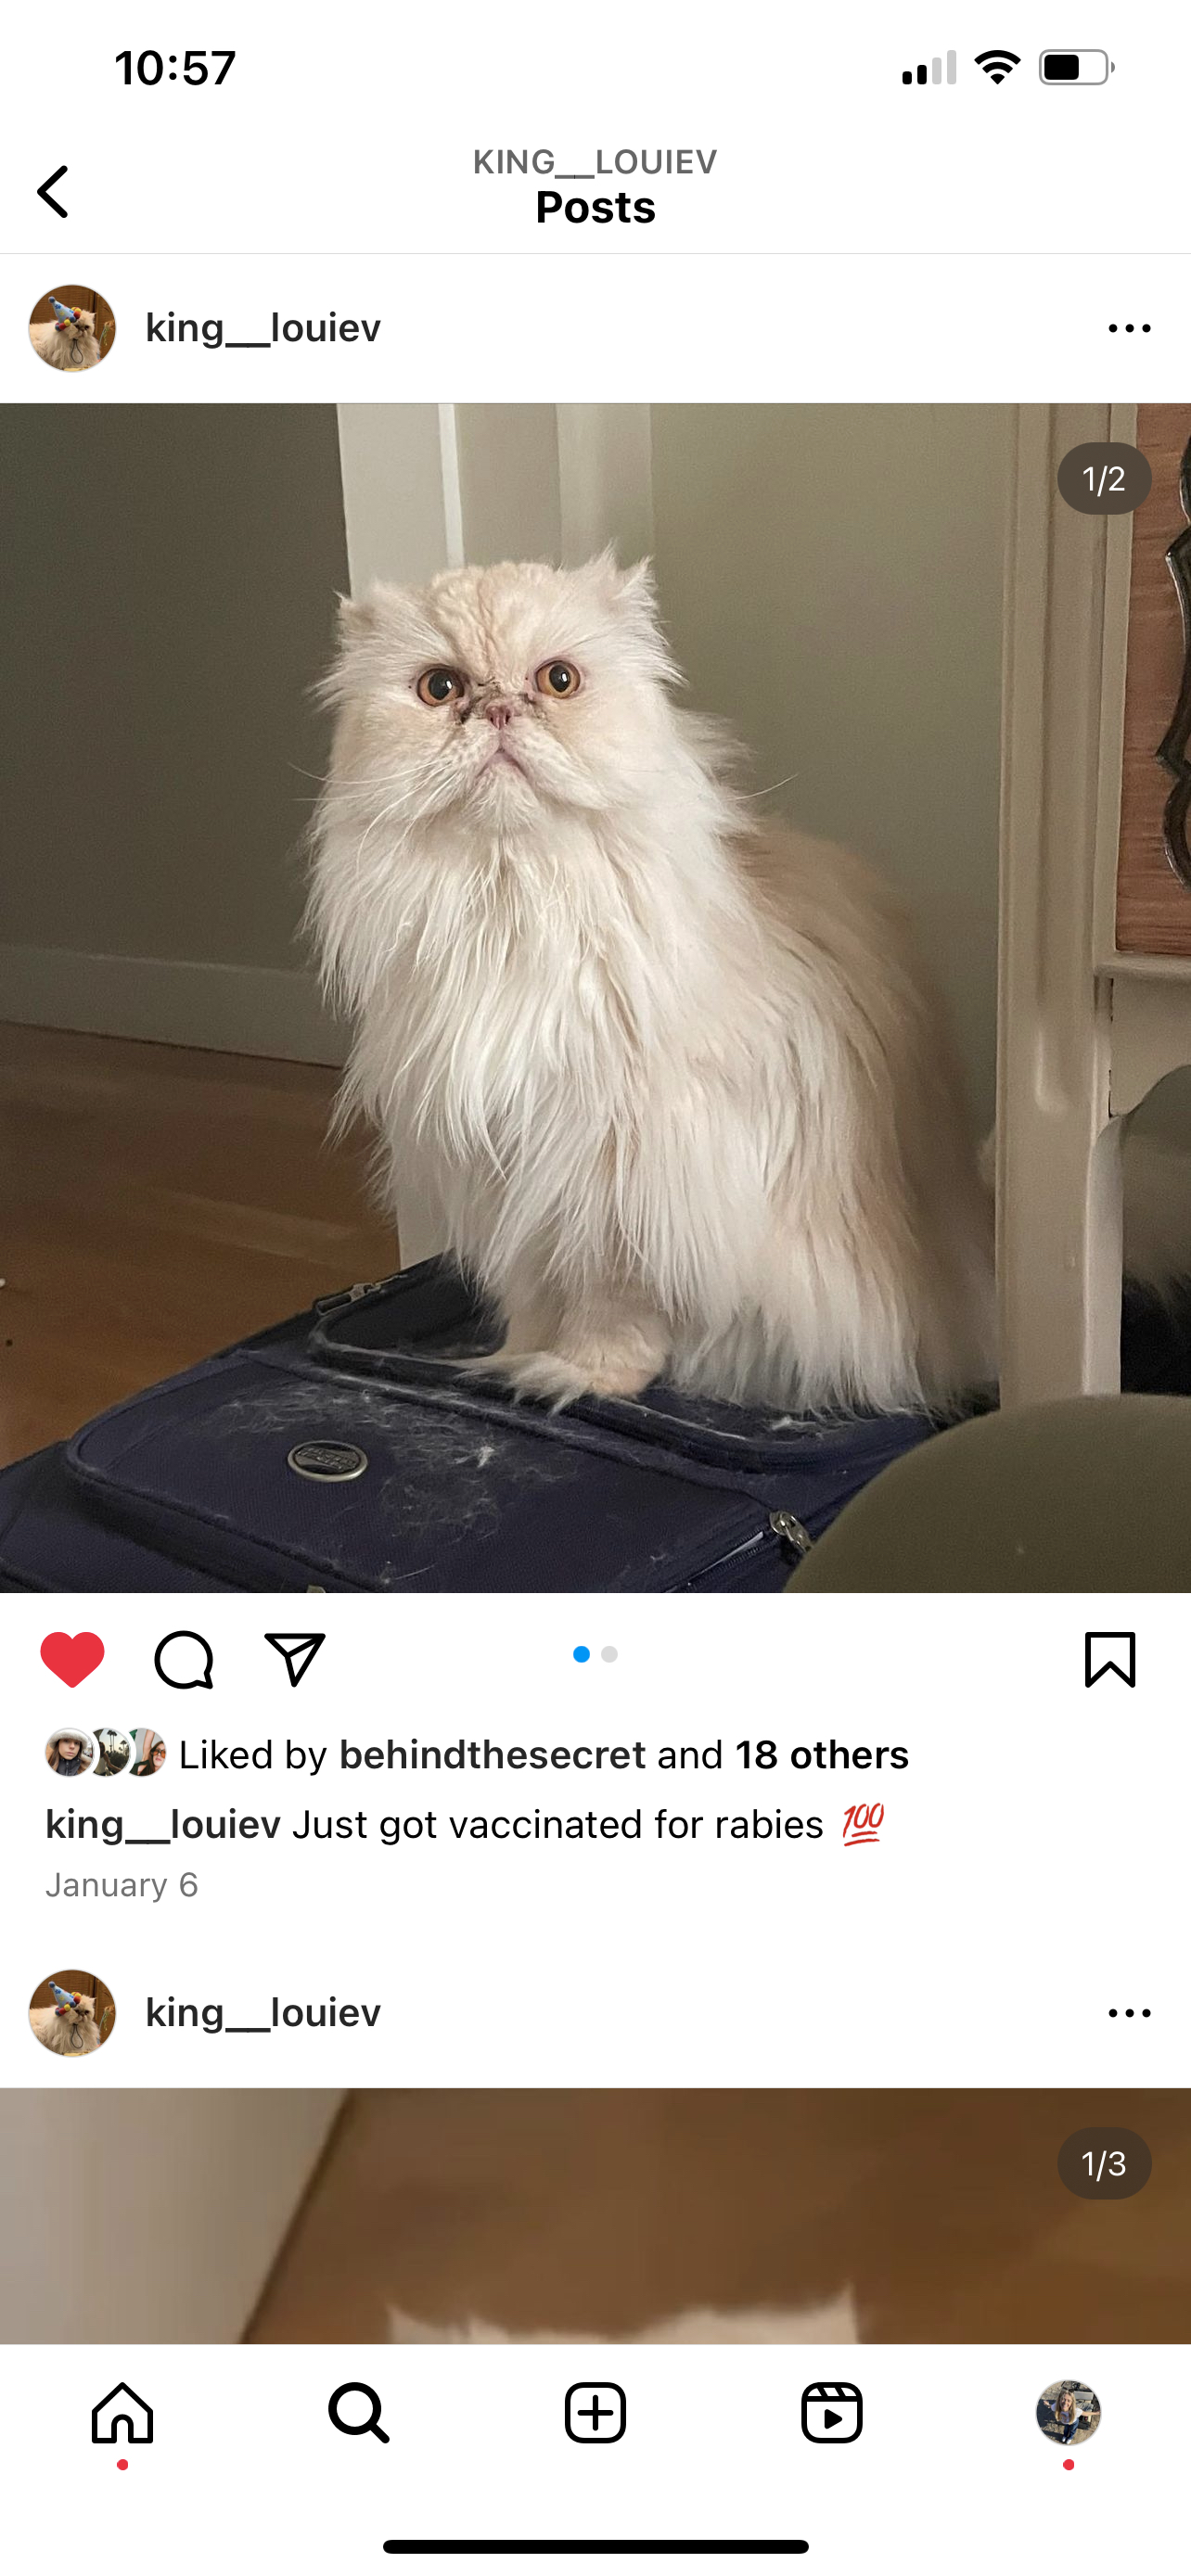 10:57
KING__LOUIEV
Posts
king__louiev
1/2
Liked by behindthesecret and 18 others
king__louiev Just got vaccinated for rabies 💯
January 6
king__louiev
1/3